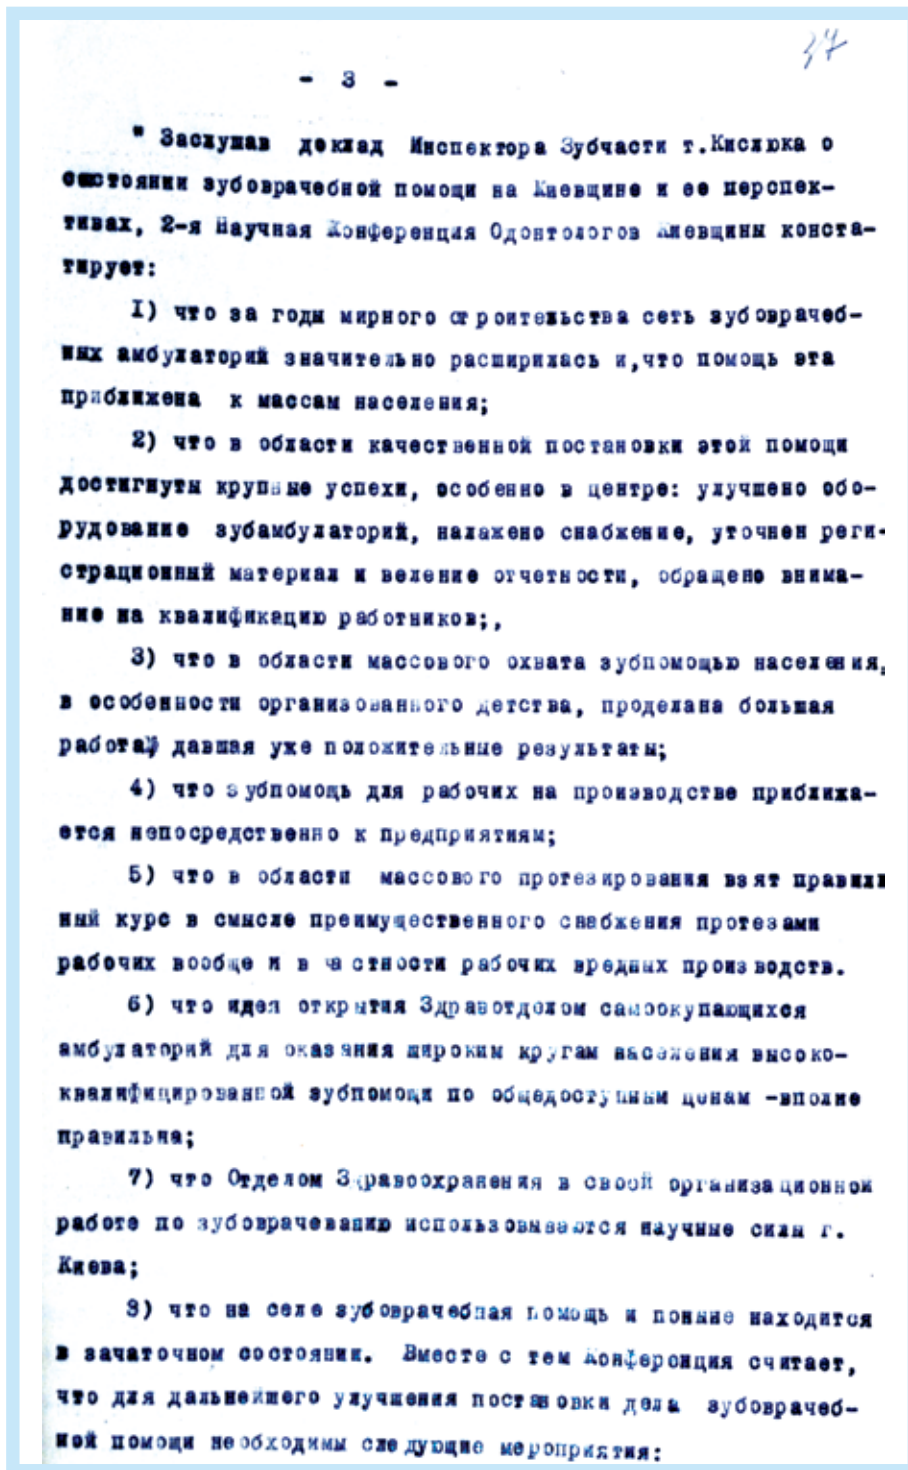 37
- 3 -
" Заслушав доклад Инспектора Зубчасти т.Кислюка о
состоянии зубоврачебной помощи на Киевщине и ее перспек-
тивах, 2-я Научная Конференция Одонтологов Киевщины конста-
тирует:
1) что за годы мирного строительства сеть зубоврачеб-
ных амбулаторий значительно расширилась и,что помощь эта
приближена к массам населения;
2) что в области качественной постановки этой помощи
достигнуты крупные успехи, особенно в центре: улучшено обо-
рудование зубамбулаторий, налажено снабжение, уточнен реги-
страционный материал и веление отчетности, обращено внима-
ние на квалификацию работников;,
3) что в области массового охвата зубпомощью населения,
в особенности организованного детства, проделана большая
работа, давшая уже положительные результаты;
4) что зубпомощь для рабочих на производстве приближа-
ется непосредственно к предприятиям;
5) что в области массового протезирования взят правиль
ный курс в смысле преимущественного снабжения протезами
рабочих вообще и в частности рабочих вредных производств.
6) что идея открытия Здравотделом самоокупающихся
амбулаторий для оказания широким кругам населения высоко-
квалифицированной зубпомощи по общедоступным ценам -вполне
правильна;
7) что Отделом Здравоохранения в своей организационной
работе по зубоврачеванию использовываются научные силы г.
Киева;
8) что на селе зубоврачебная помощь и поныне находится
в зачаточном состоянии. Вместе с тем Конференция считает,
что для дальнейшего улучшения постановки дела зубоврачеб-
ной помощи необходимы следующие мероприятия: